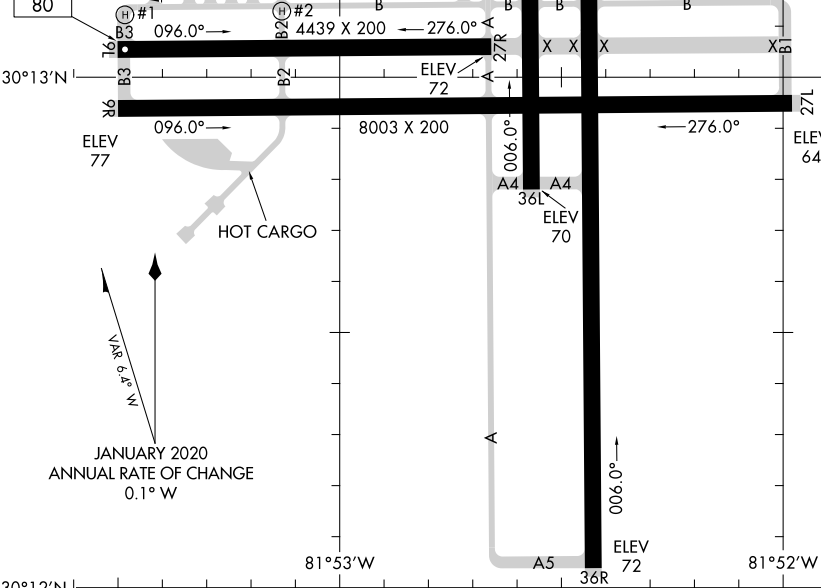 80
H #1
H #2
B
B
B
B
A
B3
096.0°
B2
4439 X 200
276.0°
27R
X
X
X
X
B1
9L
30°13'N
B3
B2
ELEV
72
A
9R
27L
096.0°
8003 X 200
006.0°
276.0°
ELEV
77
ELEV
64
A4
A4
36L
ELEV
70
HOT CARGO
VAR 6.4° W
JANUARY 2020
ANNUAL RATE OF CHANGE
0.1° W
A
006.0°
81°53'W
A5
ELEV
72
81°52'W
36R
30°12'N